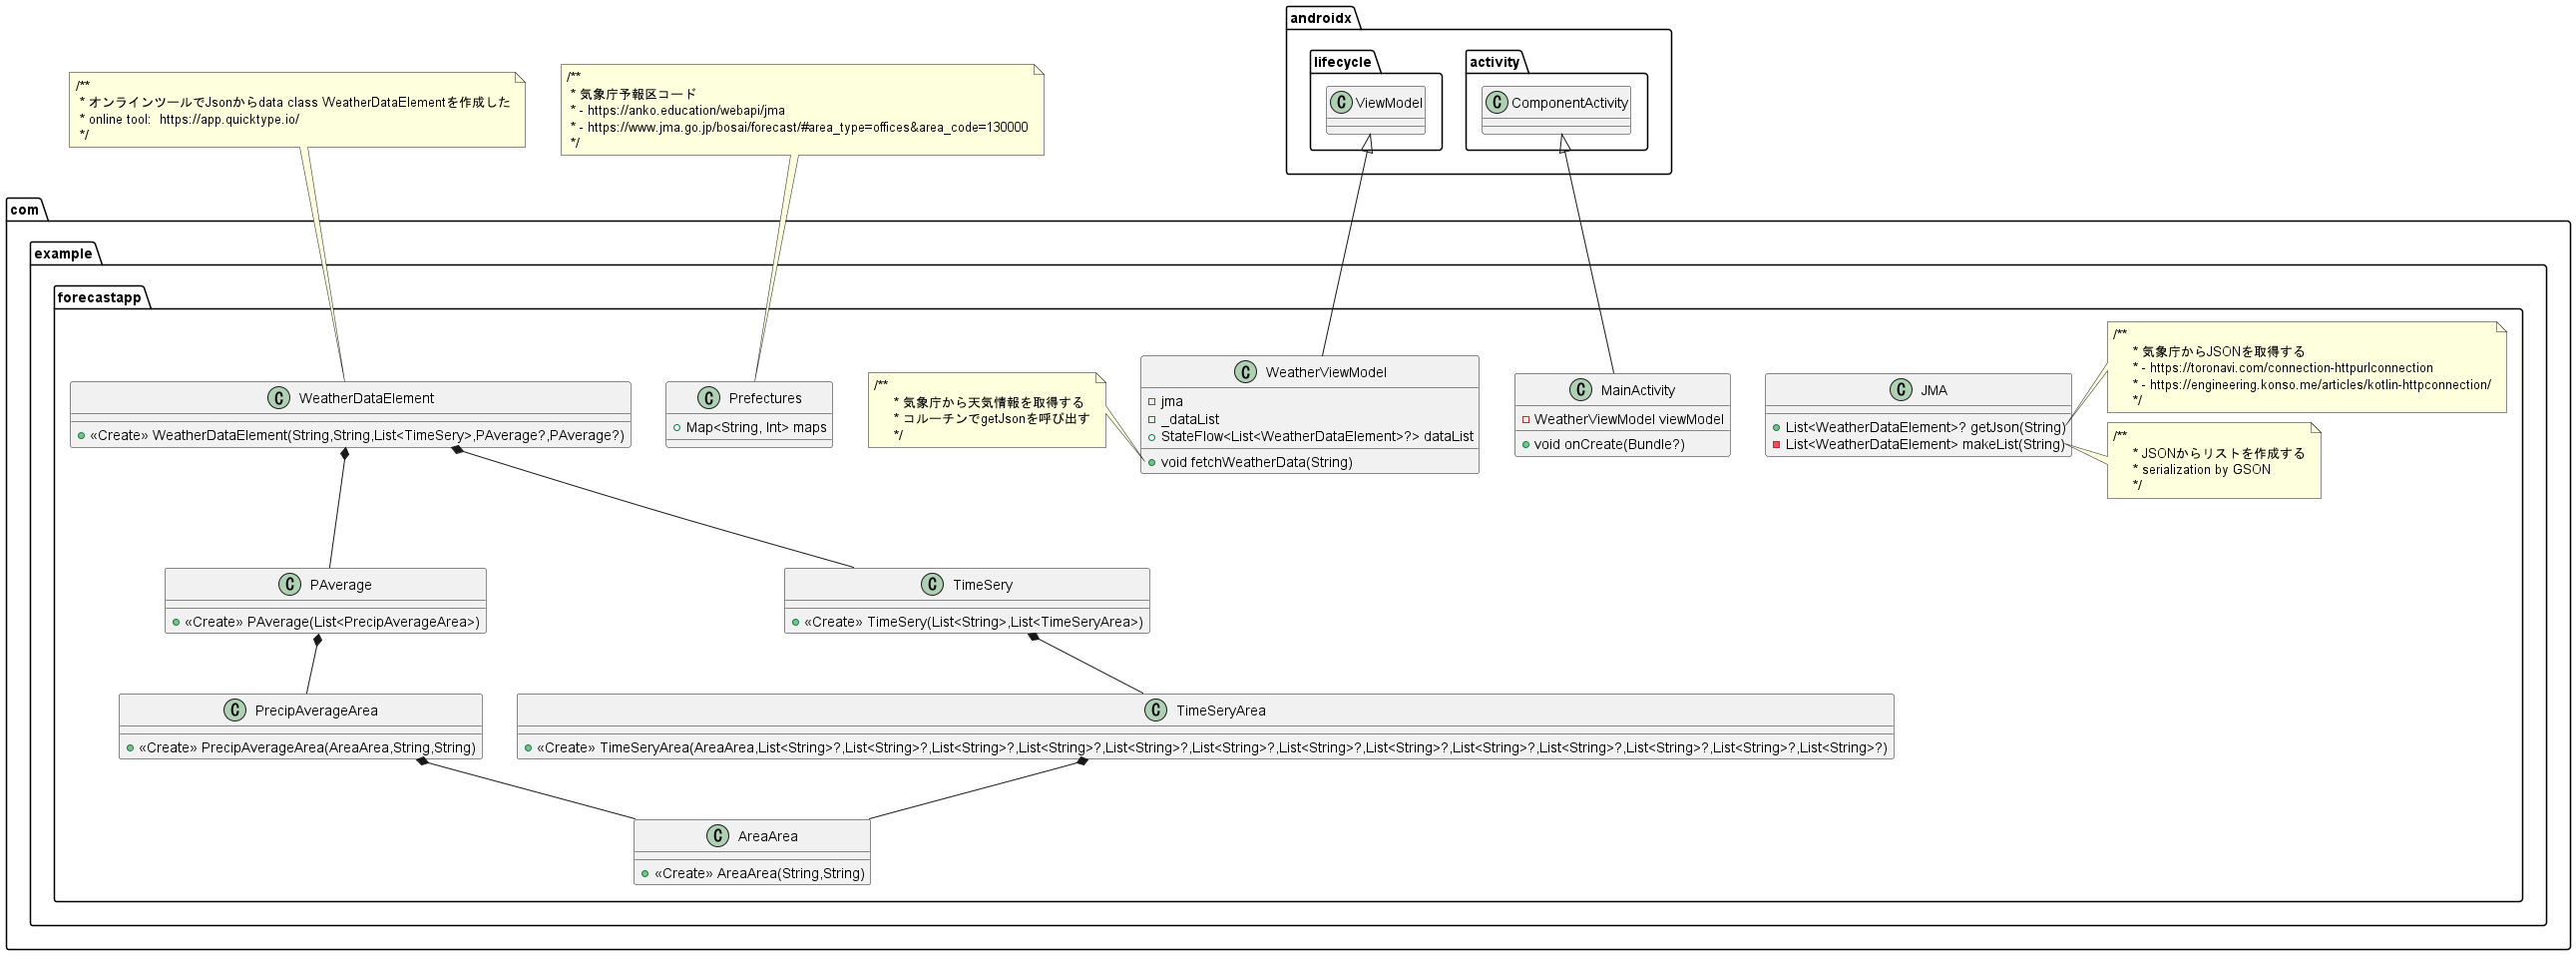 androidx
lifecycle
activity
C ViewModel
C ComponentActivity
/**
* オンラインツールでJsonからdata class WeatherDataElementを作成した
* online tool:  https://app.quicktype.io/
*/
/**
* 気象庁予報区コード
* - https://anko.education/webapi/jma
* - https://www.jma.go.jp/bosai/forecast/#area_type=offices&area_code=130000
*/
com
example
forecastapp
C WeatherDataElement
«Create» WeatherDataElement(String,String,List<TimeSery>,PAverage?,PAverage?)
C Prefectures
Map<String, Int> maps
/**
* 気象庁から天気情報を取得する
* コルーチンでgetJsonを呼び出す
*/
C WeatherViewModel
jma
_dataList
StateFlow<List<WeatherDataElement>?> dataList
void fetchWeatherData(String)
C MainActivity
WeatherViewModel viewModel
void onCreate(Bundle?)
C JMA
List<WeatherDataElement>? getJson(String)
List<WeatherDataElement> makeList(String)
/**
* 気象庁からJSONを取得する
* - https://toronavi.com/connection-httpurlconnection
* - https://engineering.konso.me/articles/kotlin-httpconnection/
*/
/**
* JSONからリストを作成する
* serialization by GSON
*/
C PAverage
«Create» PAverage(List<PrecipAverageArea>)
C TimeSery
«Create» TimeSery(List<String>,List<TimeSeryArea>)
C PrecipAverageArea
«Create» PrecipAverageArea(AreaArea,String,String)
C TimeSeryArea
«Create» TimeSeryArea(AreaArea,List<String>?,List<String>?,List<String>?,List<String>?,List<String>?,List<String>?,List<String>?,List<String>?,List<String>?,List<String>?,List<String>?,List<String>?,List<String>?)
C AreaArea
«Create» AreaArea(String,String)